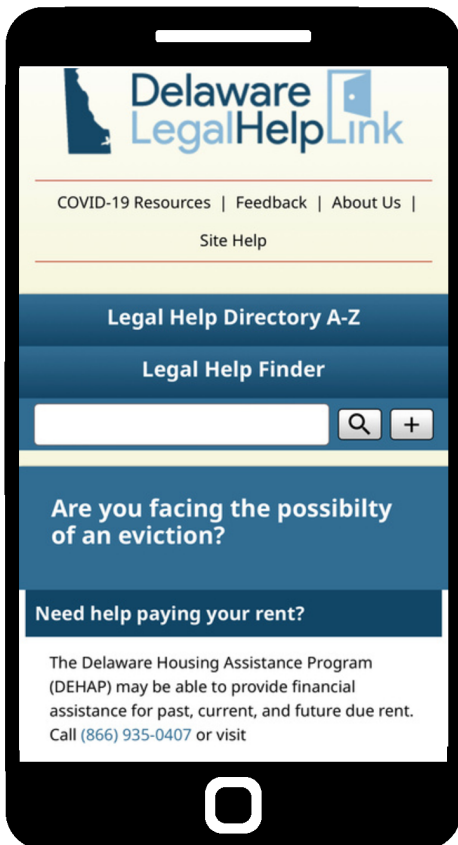 Delaware
LegalHelpLink
COVID-19 Resources | Feedback | About Us |
Site Help
Legal Help Directory A-Z
Legal Help Finder
+
Are you facing the possibilty
of an eviction?
Need help paying your rent?
The Delaware Housing Assistance Program
(DEHAP) may be able to provide financial
assistance for past, current, and future due rent.
Call (866) 935-0407 or visit